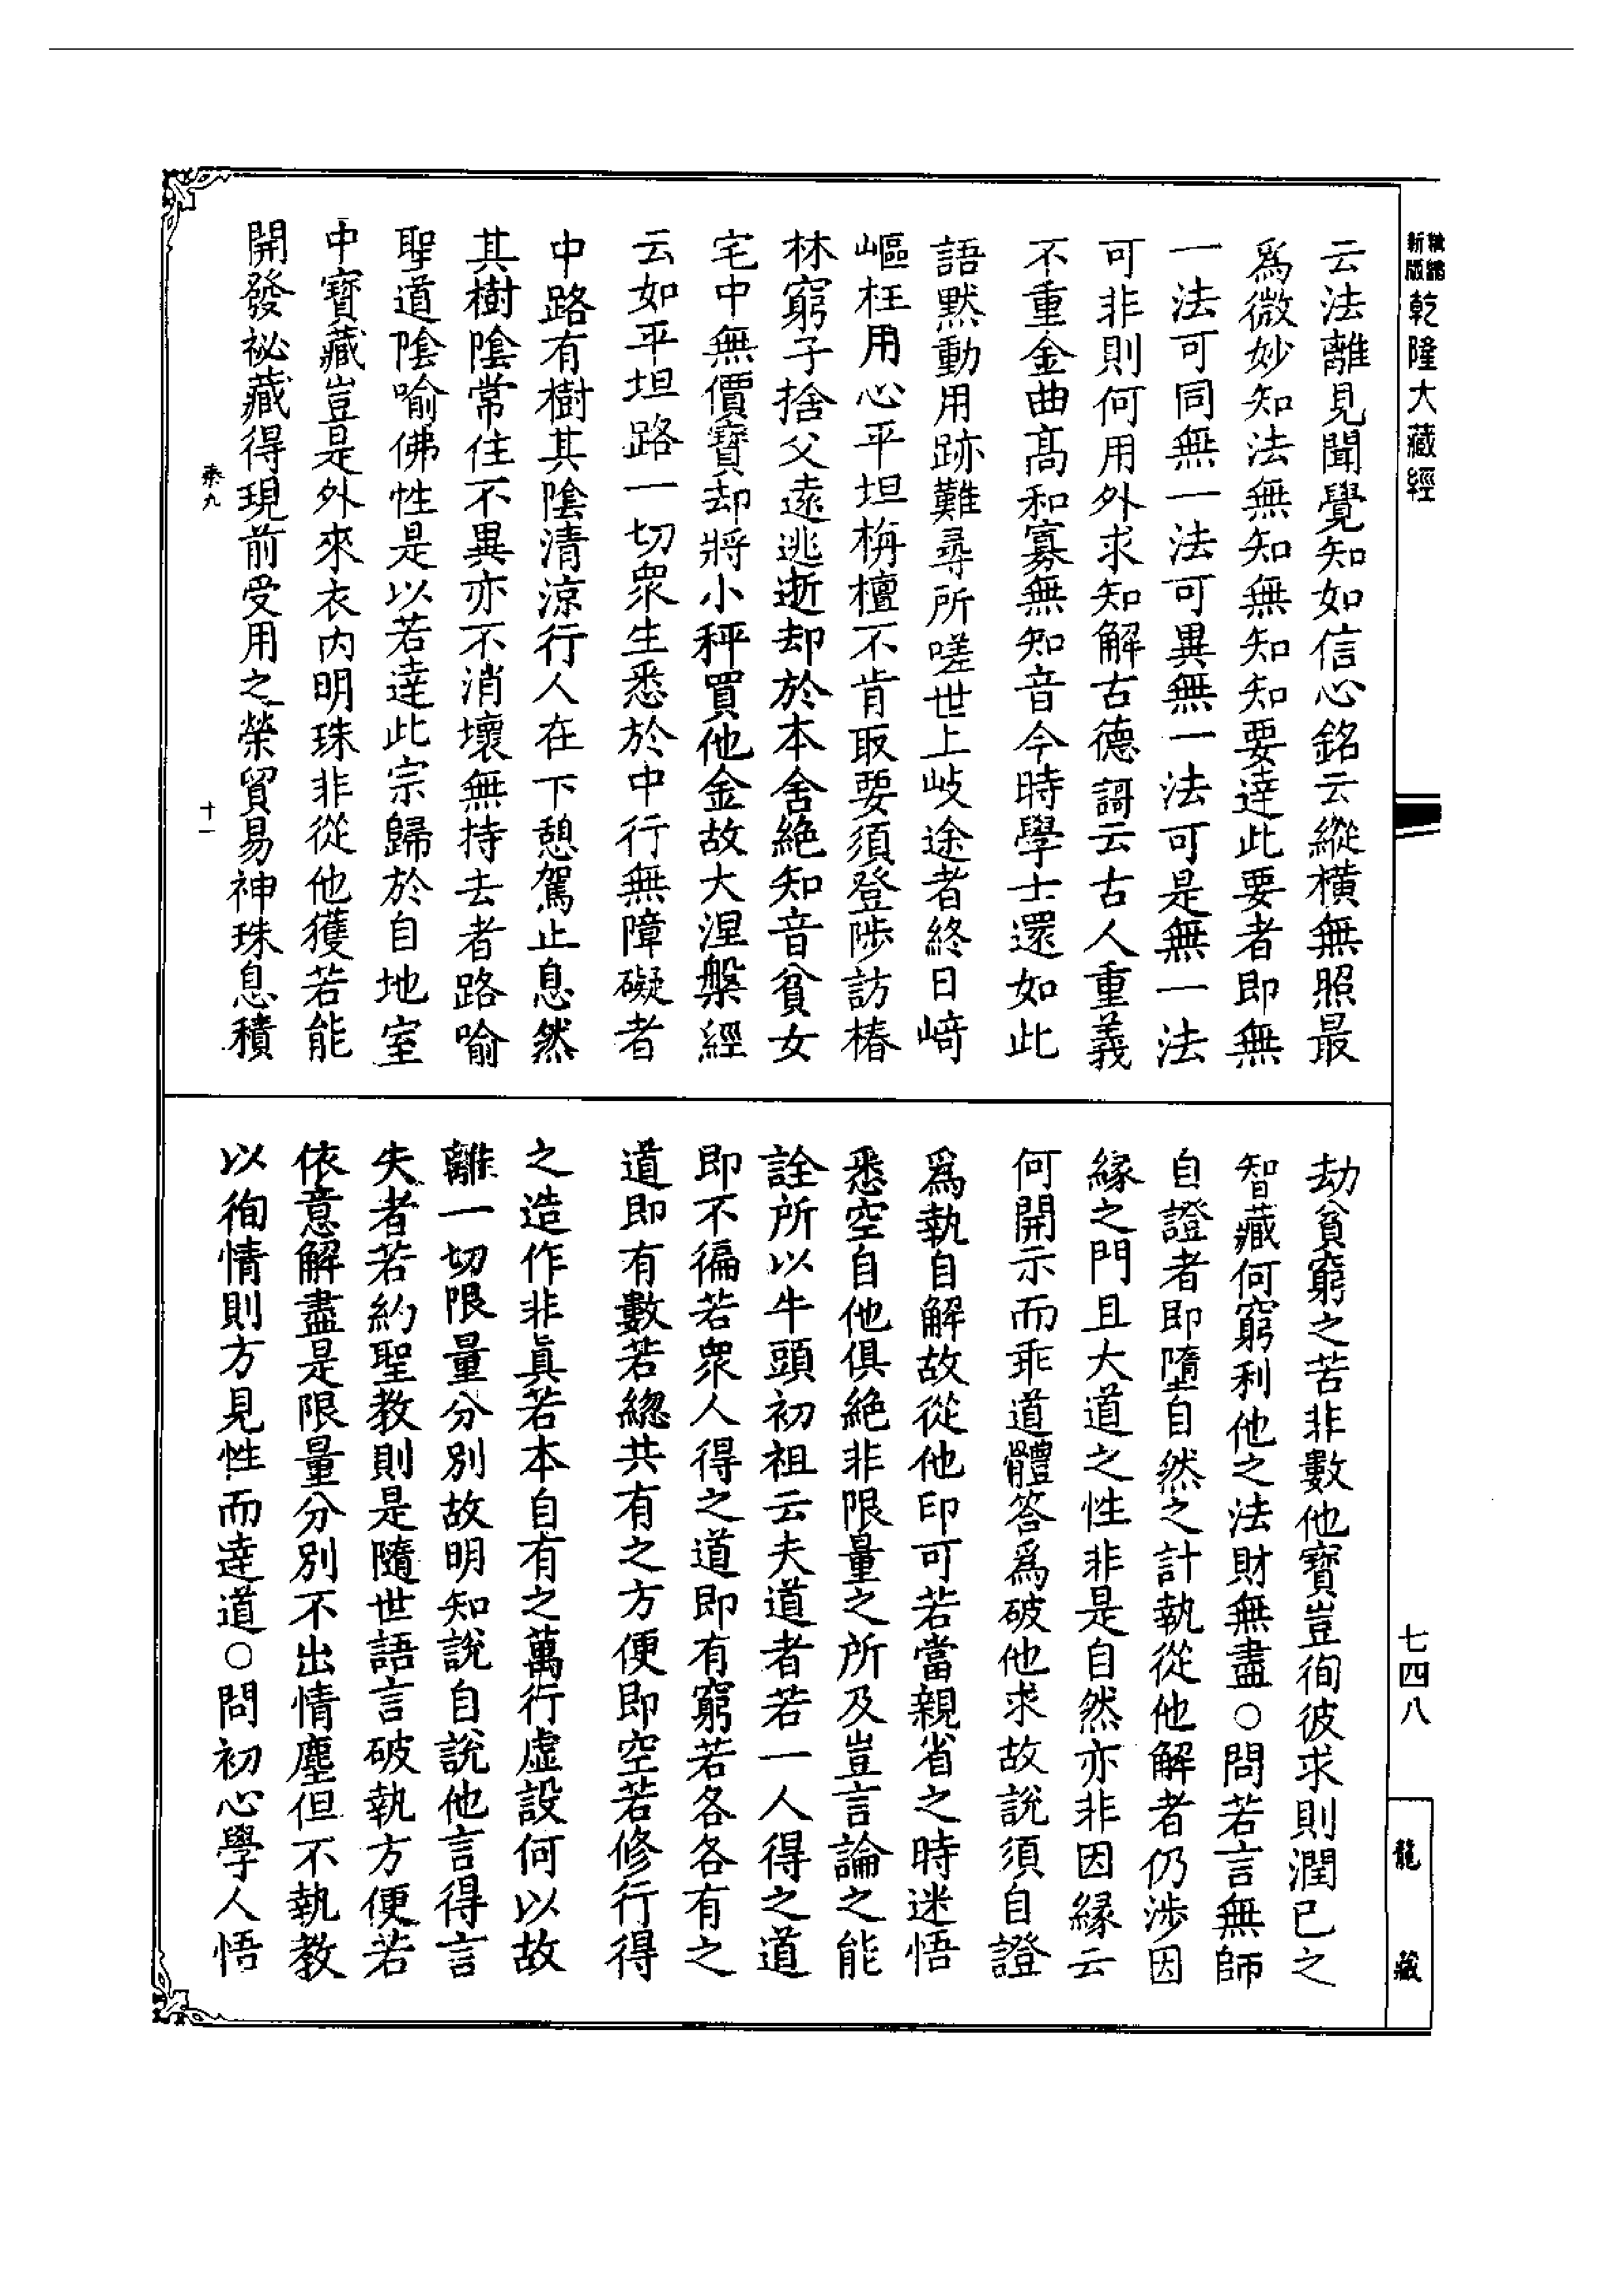 新版
精縮
乾隆大藏經
云法離見聞覺知如信心銘云縱橫無照最
爲微妙知法無知無知知要達此要者即無
一法可同無一法可異無一法可是無一法
可非則何用外求知解古德謌云古人重義
不重金曲高和寡無知音今時學士還如此
語默動用跡難尋所嗟世上岐途者終日﨑
嶇枉用心平坦栴檀不肯取要須登陟訪椿
林窮子捨父遠逃逝却於本舍絶知音貧女
宅中無價寶却將小秤買他金故大涅槃經
云如平坦路一切衆生悉於中行無障礙者
中路有樹其陰清涼行人在下憩駕止息然
其樹陰常住不異亦不消壞無持去者路喻
聖道陰喻佛性是以若達此宗歸於自地室
中寶藏豈是外來衣内明珠非從他獲若能
開發祕藏得現前受用之榮貿易神珠息積
九
十一
劫貧窮之苦非數他寶豈徇彼求則潤已之
智藏何窮利他之法財無盡○問若言無師
自證者即墮自然之計執從他解者仍涉因
緣之門且大道之性非是自然亦非因緣云
何開示而乖道體答爲破他求故說須自證
爲執自解故從他印可若當親省之時迷悟
悉空自他俱絶非限量之所及豈言論之能
詮所以牛頭初祖云夫道者若一人得之道
即不徧若衆人得之道即有窮若各各有之
道即有數若緫共有之方便即空若修行得
之造作非眞若本自有之萬行虛設何以故
離一切限量分別故明知說自說他言得言
失者若約聖教則是隨世語言破執方便若
依意解盡是限量分別不出情塵但不執教
以徇情則方見性而達道○問初心學人悟
七四八
龍藏